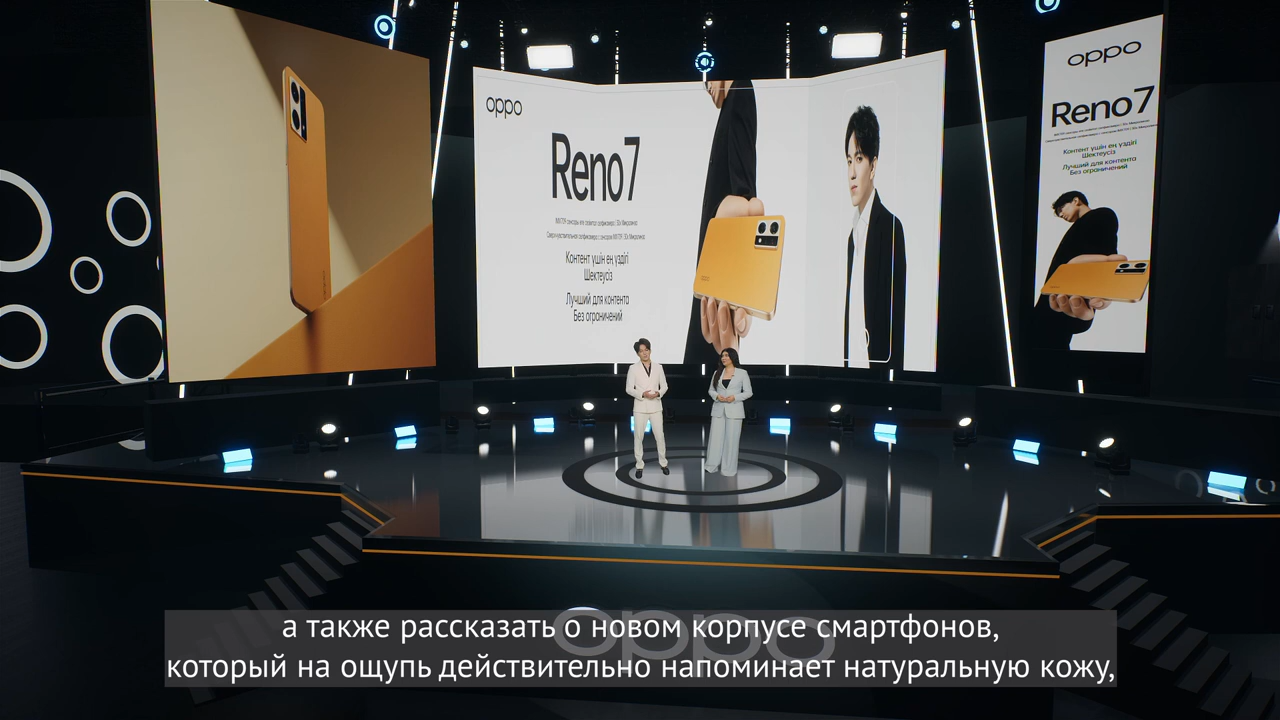 oppo
Reno7
Контент үшін ең үздігі
Шектеусіз
Лучший для контента
Без ограничений
oppo
Reno7
Контент үшін ең үздігі
Шектеусіз
Лучший для контента
Без ограничений
oppo
а также рассказать о новом корпусе смартфонов,
который на ощупь действительно напоминает натуральную кожу,